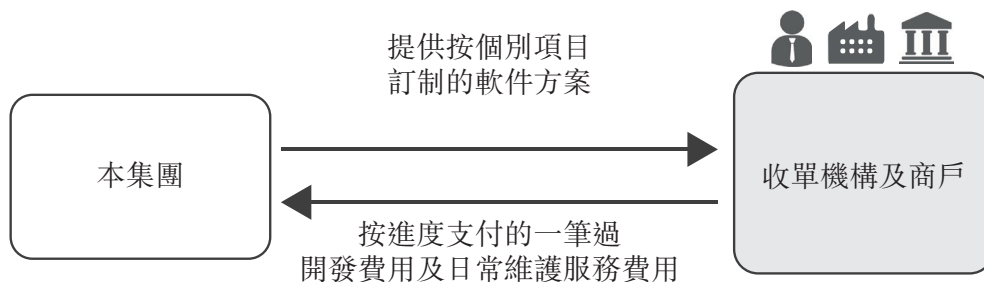 提供按個別項目
訂制的軟件方案
本集團
收單機構及商戶
按進度支付的一筆過
開發費用及日常維護服務費用